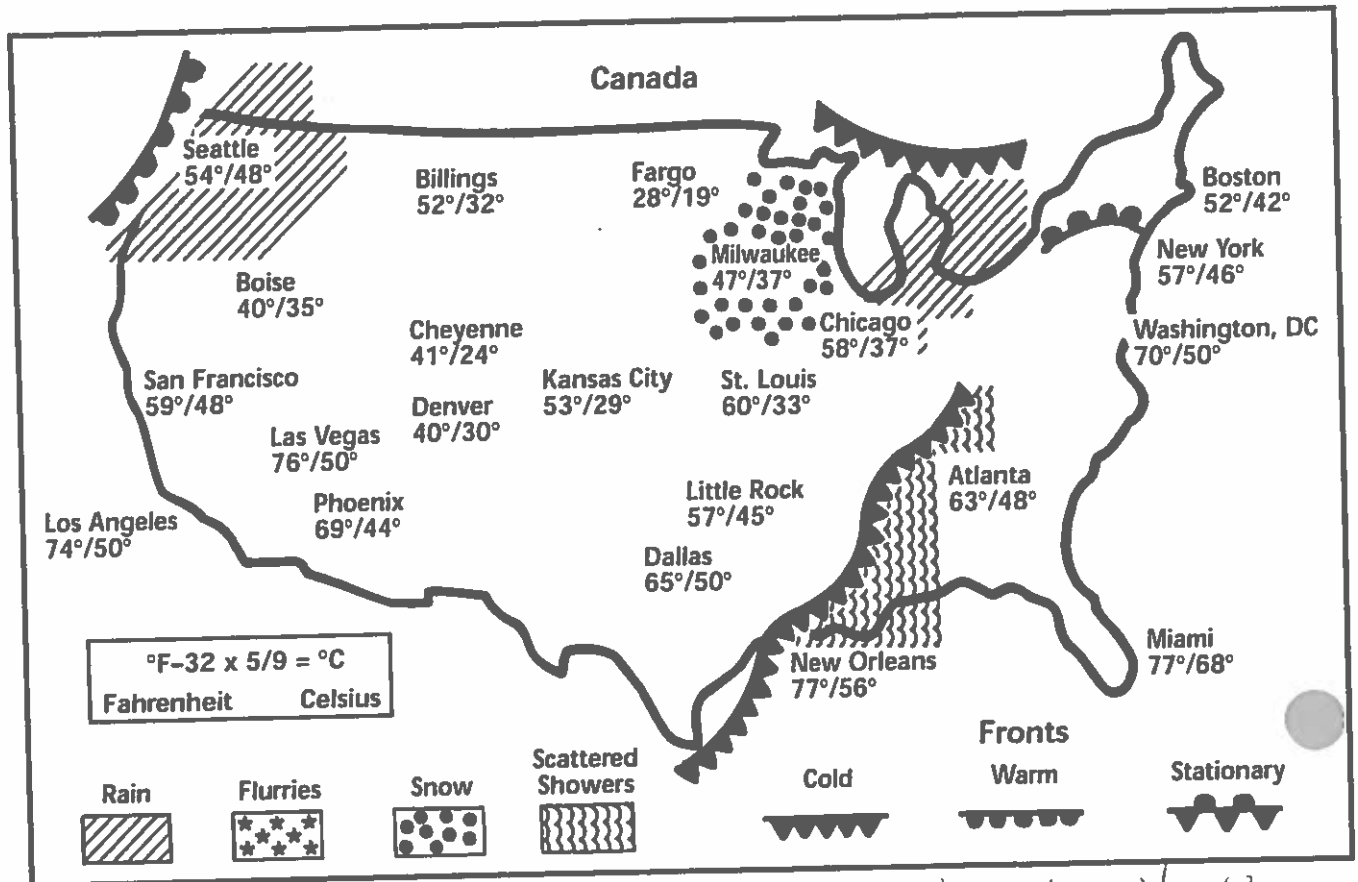 Canada
Seattle
54°/48°
Billings
52°/32°
Fargo
28°/19°
Boston
52°/42°
Milwaukee
47°/37°
New York
57°/46°
Boise
40°/35°
Cheyenne
41°/24°
Chicago
58°/37°
Washington, DC
70°/50°
San Francisco
59°/48°
Kansas City
53°/29°
St. Louis
60°/33°
Denver
40°/30°
Las Vegas
76°/50°
Atlanta
63°/48°
Little Rock
57°/45°
Phoenix
69°/44°
Los Angeles
74°/50°
Dallas
65°/50°
Miami
77°/68°
New Orleans
77°/56°
°F–32 x 5/9 = °C
Fahrenheit Celsius
Fronts
Rain
Flurries
Snow
Scattered
Showers
Cold
Warm
Stationary